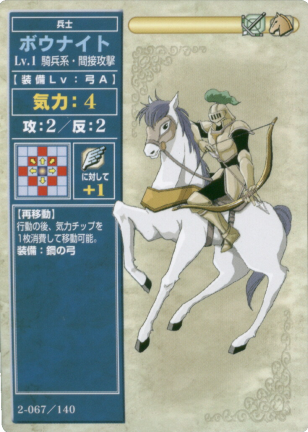 兵士
ボウナイト
Lv.1 騎兵系・間接攻撃
【装備Lv：弓A】
気力：4
攻：2／反：2
に対して
+1
【再移動】
行動の後、気力チップを
1枚消費して移動可能。
装備：鋼の弓
2-067／140